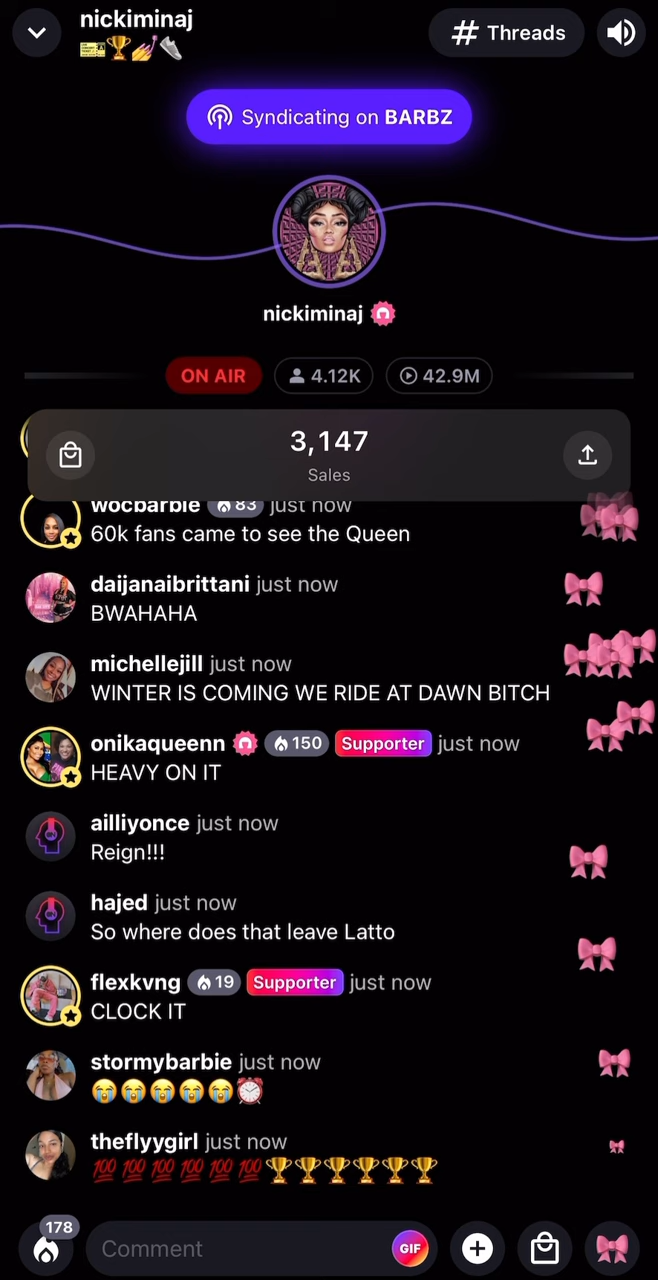 nickiminaj
🎫🏆💅👟
Threads
Syndicating on BARBZ
nickiminaj
ON AIR
4.12K
42.9M
3,147
Sales
wocbarbie 83 just now
60k fans came to see the Queen
daijanaibrittani just now
BWAHAHA
michellejill just now
WINTER IS COMING WE RIDE AT DAWN BITCH
onikaqueenn 150 Supporter just now
HEAVY ON IT
ailliyonce just now
Reign!!!
hajed just now
So where does that leave Latto
flexkvng 19 Supporter just now
CLOCK IT
stormybarbie just now
😭😭😭😭😭⏰
theflyygirl just now
💯💯💯💯💯💯🏆🏆🏆🏆🏆🏆
178
Comment
GIF